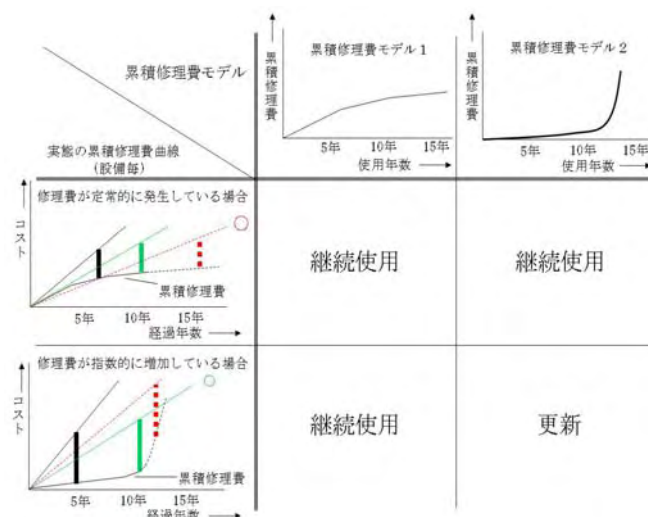 累積修理費モデル
実態の累積修理費曲線
(設備毎)
累積修理費モデル 1
累積修理費
5年 10年 15年
使用年数
累積修理費モデル 2
累積修理費
5年 10年 15年
使用年数
修理費が定常的に発生している場合
コスト
累積修理費
5年 10年 15年
経過年数
継続使用
継続使用
修理費が指数的に増加している場合
コスト
累積修理費
5年 10年 15年
経過年数
継続使用
更新